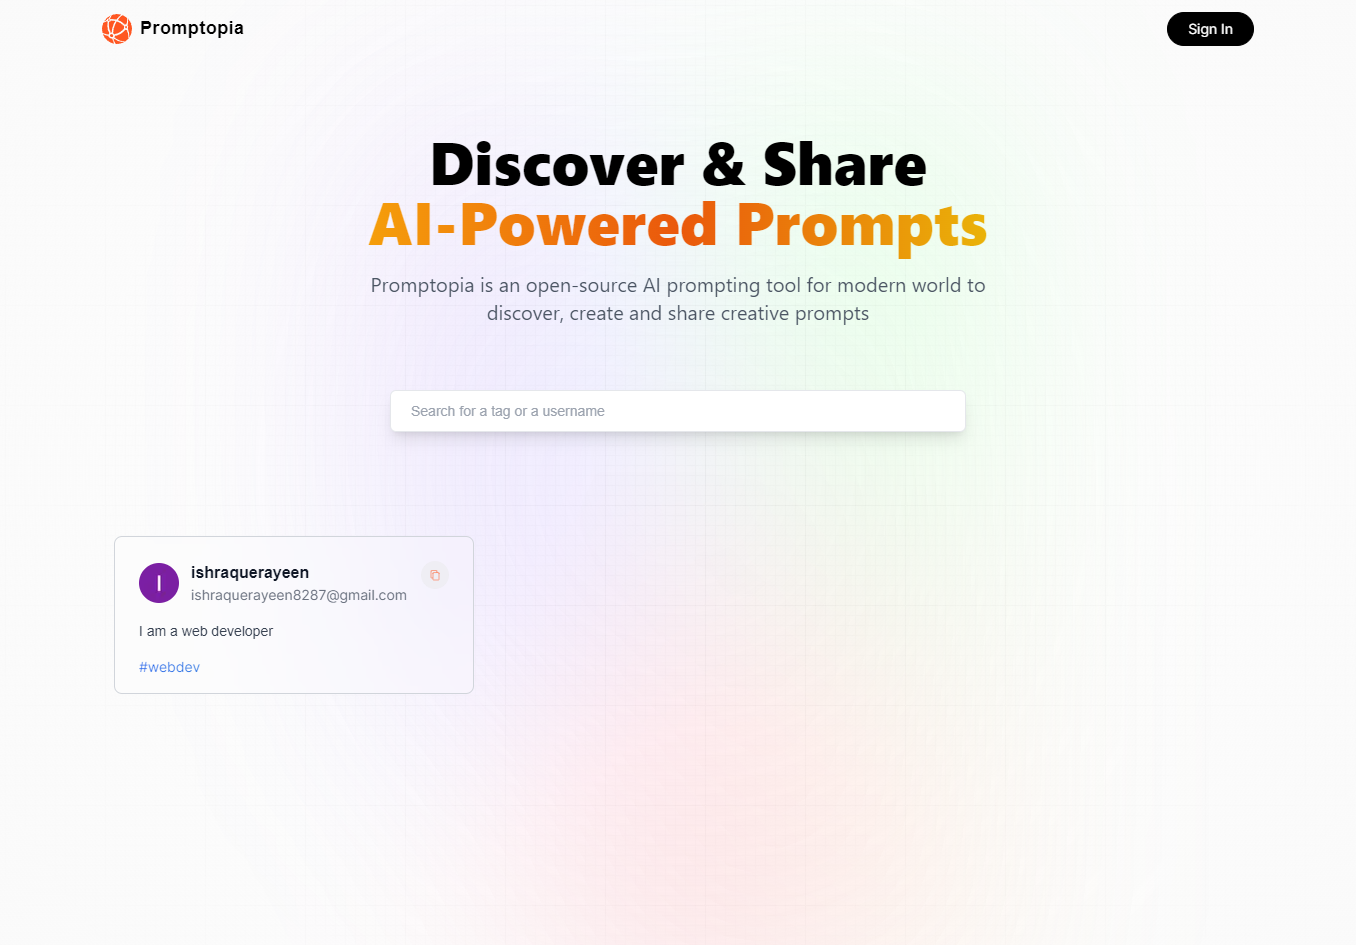 Promptopia
Sign In
Discover & Share
AI-Powered Prompts
Promptopia is an open-source AI prompting tool for modern world to
discover, create and share creative prompts
Search for a tag or a username
I
ishraquerayeen
ishraquerayeen8287@gmail.com
I am a web developer
#webdev